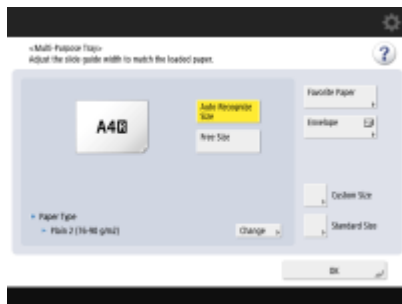 <Multi-Purpose Tray>
Adjust the slide guide width to match the loaded paper.
?
A4R
Auto Recognize
Size
Free Size
Favorite Paper
Envelope
Custom Size
Standard Size
Paper Type
Plain 2 (76-90 g/m2)
Change
OK